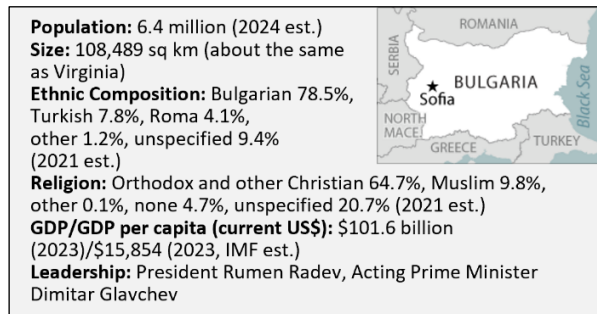 Population: 6.4 million (2024 est.)
Size: 108,489 sq km (about the same
as Virginia)
Ethnic Composition: Bulgarian 78.5%,
Turkish 7.8%, Roma 4.1%,
other 1.2%, unspecified 9.4%
(2021 est.)
Religion: Orthodox and other Christian 64.7%, Muslim 9.8%,
other 0.1%, none 4.7%, unspecified 20.7% (2021 est.)
GDP/GDP per capita (current US$): $101.6 billion
(2023)/$15,854 (2023, IMF est.)
Leadership: President Rumen Radev, Acting Prime Minister
Dimitar Glavchev
ROMANIA
SERBIA
BULGARIA
Sofia
Black Sea
NORTH
MACE.
GREECE
TURKEY